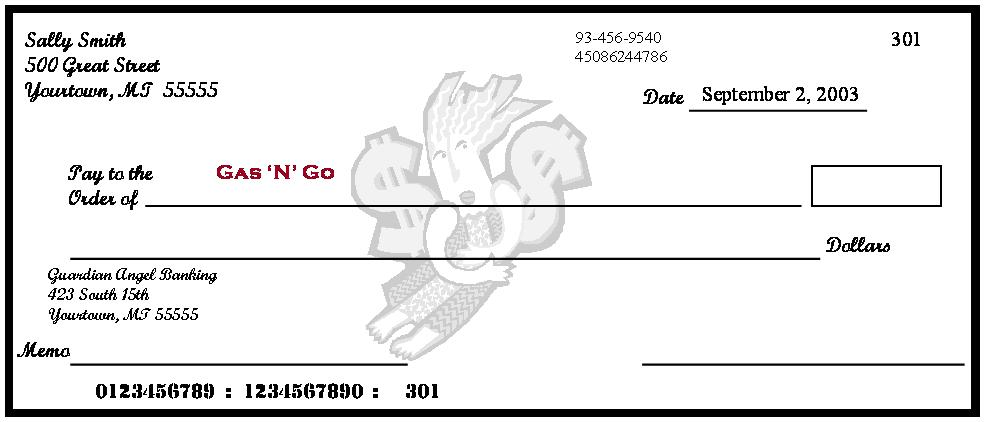 Sally Smith
500 Great Street
Yourtown, MT 55555
93-456-9540
45086244786
301
Date September 2, 2003
Pay to the
Order of GAS ‘N’ GO
Dollars
Guardian Angel Banking
423 South 15th
Yourtown, MT 55555
Memo
0123456789 : 1234567890 : 301